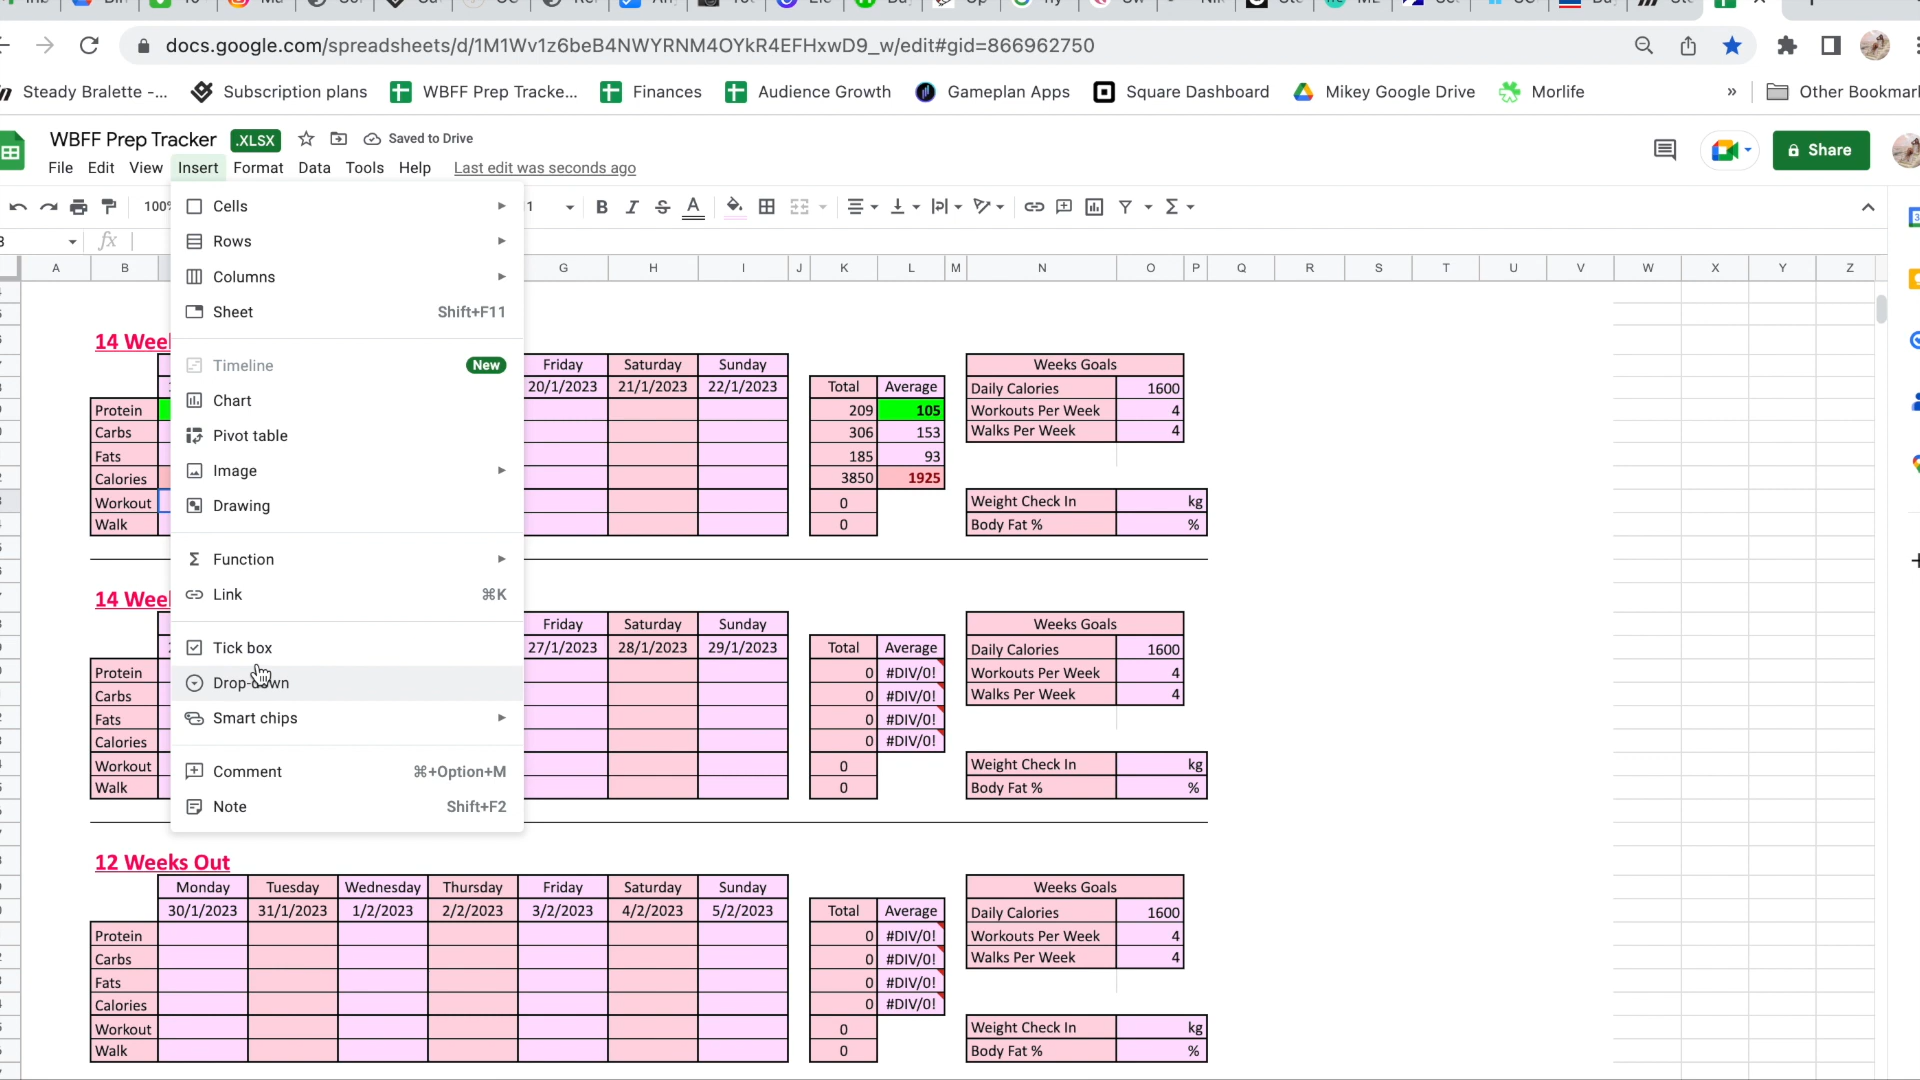 docs.google.com/spreadsheets/d/1M1Wv1z6beB4NWYRNM4OYkR4EFHxwD9_w/edit#gid=866962750
Steady Bralette -... Subscription plans WBFF Prep Tracke... Finances Audience Growth Gameplan Apps Square Dashboard Mikey Google Drive Morlife » Other Bookmar
WBFF Prep Tracker .XLSX Saved to Drive
File Edit View Insert Format Data Tools Help Last edit was seconds ago
Share
100%
A B G H I J K L M N O P Q R S T U V W X Y Z
Cells
Rows
Columns
Sheet Shift+F11
Timeline New
Chart
Pivot table
Image
Drawing
Function
Link ⌘K
Tick box
Drop-down
Smart chips
Comment ⌘+Option+M
Note Shift+F2
14 Wee
Friday Saturday Sunday Weeks Goals
20/1/2023 21/1/2023 22/1/2023 Total Average Daily Calories 1600
Protein 209 105 Workouts Per Week 4
Carbs 306 153 Walks Per Week 4
Fats 185 93
Calories 3850 1925
Workout 0 Weight Check In kg
Walk 0 Body Fat % %
14 Wee
Friday Saturday Sunday Weeks Goals
27/1/2023 28/1/2023 29/1/2023 Total Average Daily Calories 1600
Protein 0 #DIV/0! Workouts Per Week 4
Carbs 0 #DIV/0! Walks Per Week 4
Fats 0 #DIV/0!
Calories 0 #DIV/0!
Workout 0 Weight Check In kg
Walk 0 Body Fat % %
12 Weeks Out
Monday Tuesday Wednesday Thursday Friday Saturday Sunday Weeks Goals
30/1/2023 31/1/2023 1/2/2023 2/2/2023 3/2/2023 4/2/2023 5/2/2023 Total Average Daily Calories 1600
Protein 0 #DIV/0! Workouts Per Week 4
Carbs 0 #DIV/0! Walks Per Week 4
Fats 0 #DIV/0!
Calories 0 #DIV/0!
Workout 0 Weight Check In kg
Walk 0 Body Fat % %